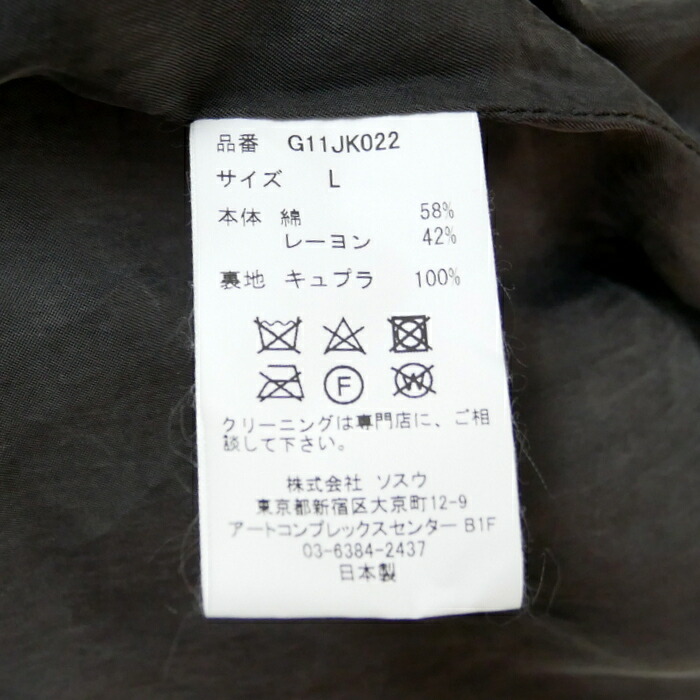 品番 G11JK022
サイズ L
本体 綿 58%
レーヨン 42%
裏地 キュプラ 100%
F W
クリーニングは専門店に、ご相
談して下さい。
株式会社 ソスウ
東京都新宿区大京町12-9
アートコンプレックスセンター B1F
03-6384-2437
日本製